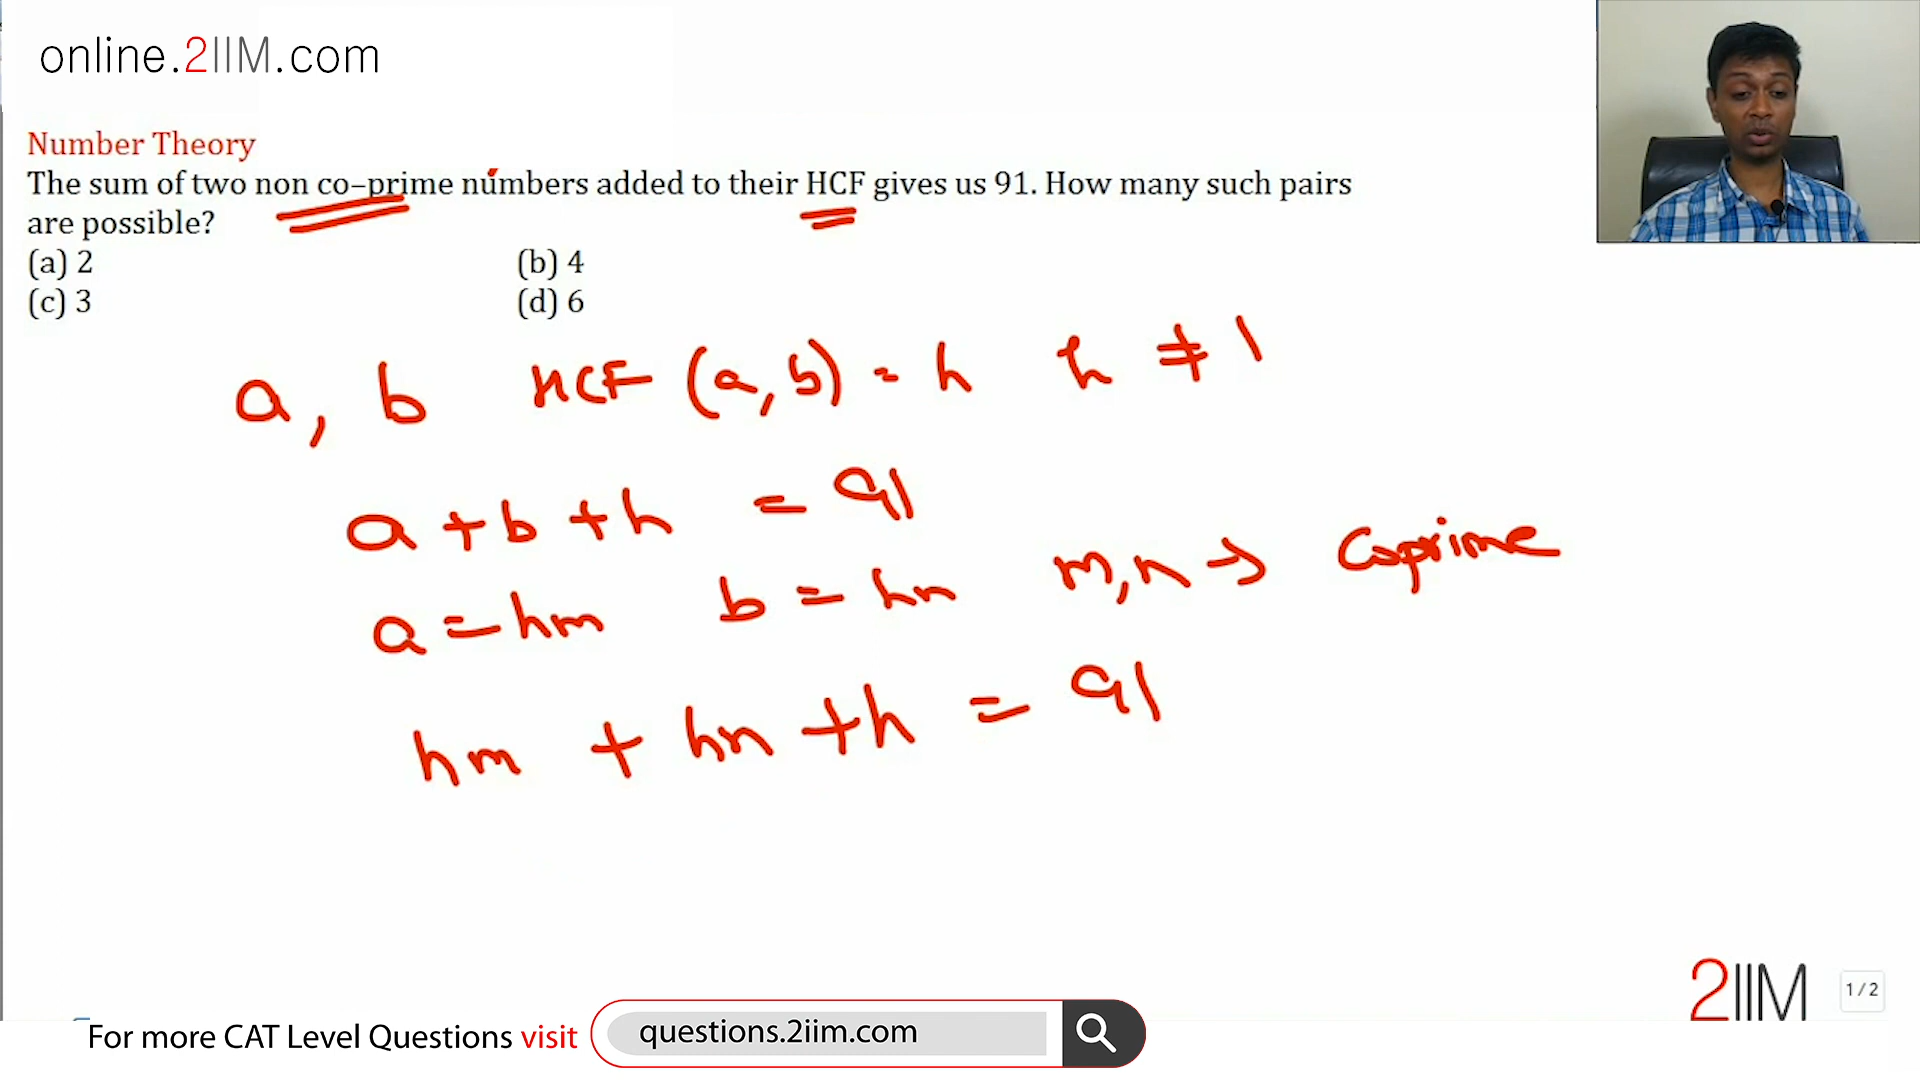 online.2IIM.com
Number Theory
The sum of two non co-prime numbers added to their HCF gives us 91. How many such pairs
are possible?
(a) 2 (b) 4
(c) 3 (d) 6
a, b HCF (a, b) = h h ≠ 1
a + b + h = 91
a = hm b = hn m, n → Coprime
hm + hn + h = 91
2IIM
1 / 2
For more CAT Level Questions visit questions.2iim.com